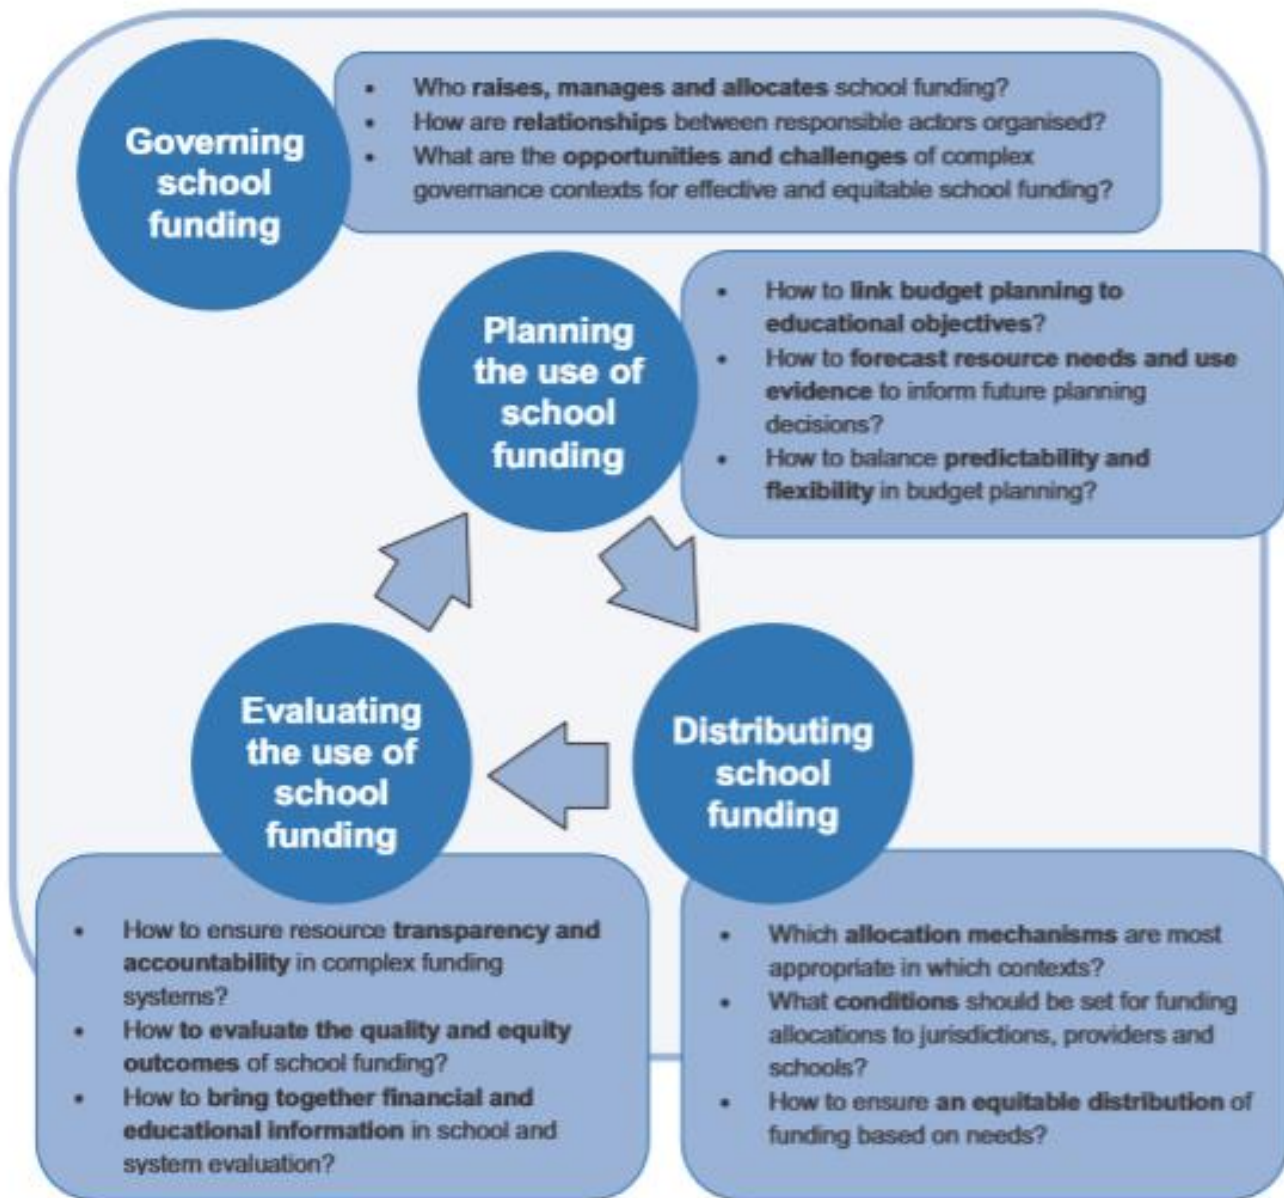 Governing
school
funding
• Who raises, manages and allocates school funding?
• How are relationships between responsible actors organised?
• What are the opportunities and challenges of complex
governance contexts for effective and equitable school funding?
Planning
the use of
school
funding
• How to link budget planning to
educational objectives?
• How to forecast resource needs and use
evidence to inform future planning
decisions?
• How to balance predictability and
flexibility in budget planning?
Distributing
school
funding
• Which allocation mechanisms are most
appropriate in which contexts?
• What conditions should be set for funding
allocations to jurisdictions, providers and
schools?
• How to ensure an equitable distribution of
funding based on needs?
Evaluating
the use of
school
funding
• How to ensure resource transparency and
accountability in complex funding
systems?
• How to evaluate the quality and equity
outcomes of school funding?
• How to bring together financial and
educational information in school and
system evaluation?